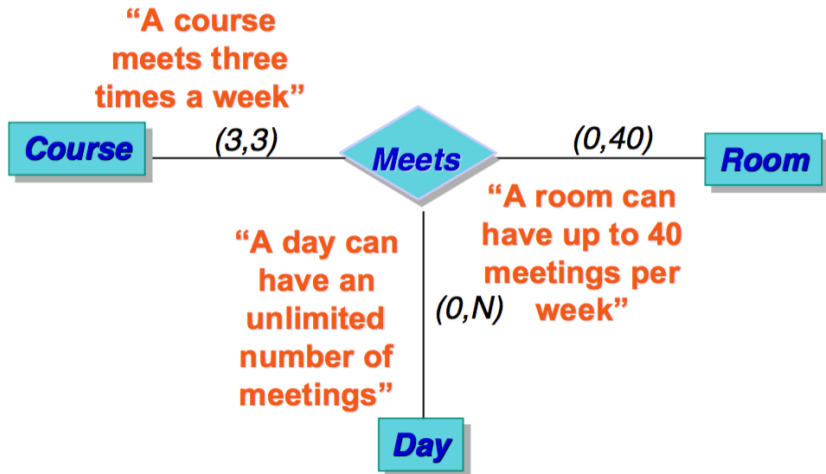 “A course
meets three
times a week”
Course
(3,3)
Meets
(0,40)
Room
“A room can
have up to 40
meetings per
week”
“A day can
have an
unlimited
number of
meetings”
(0,N)
Day